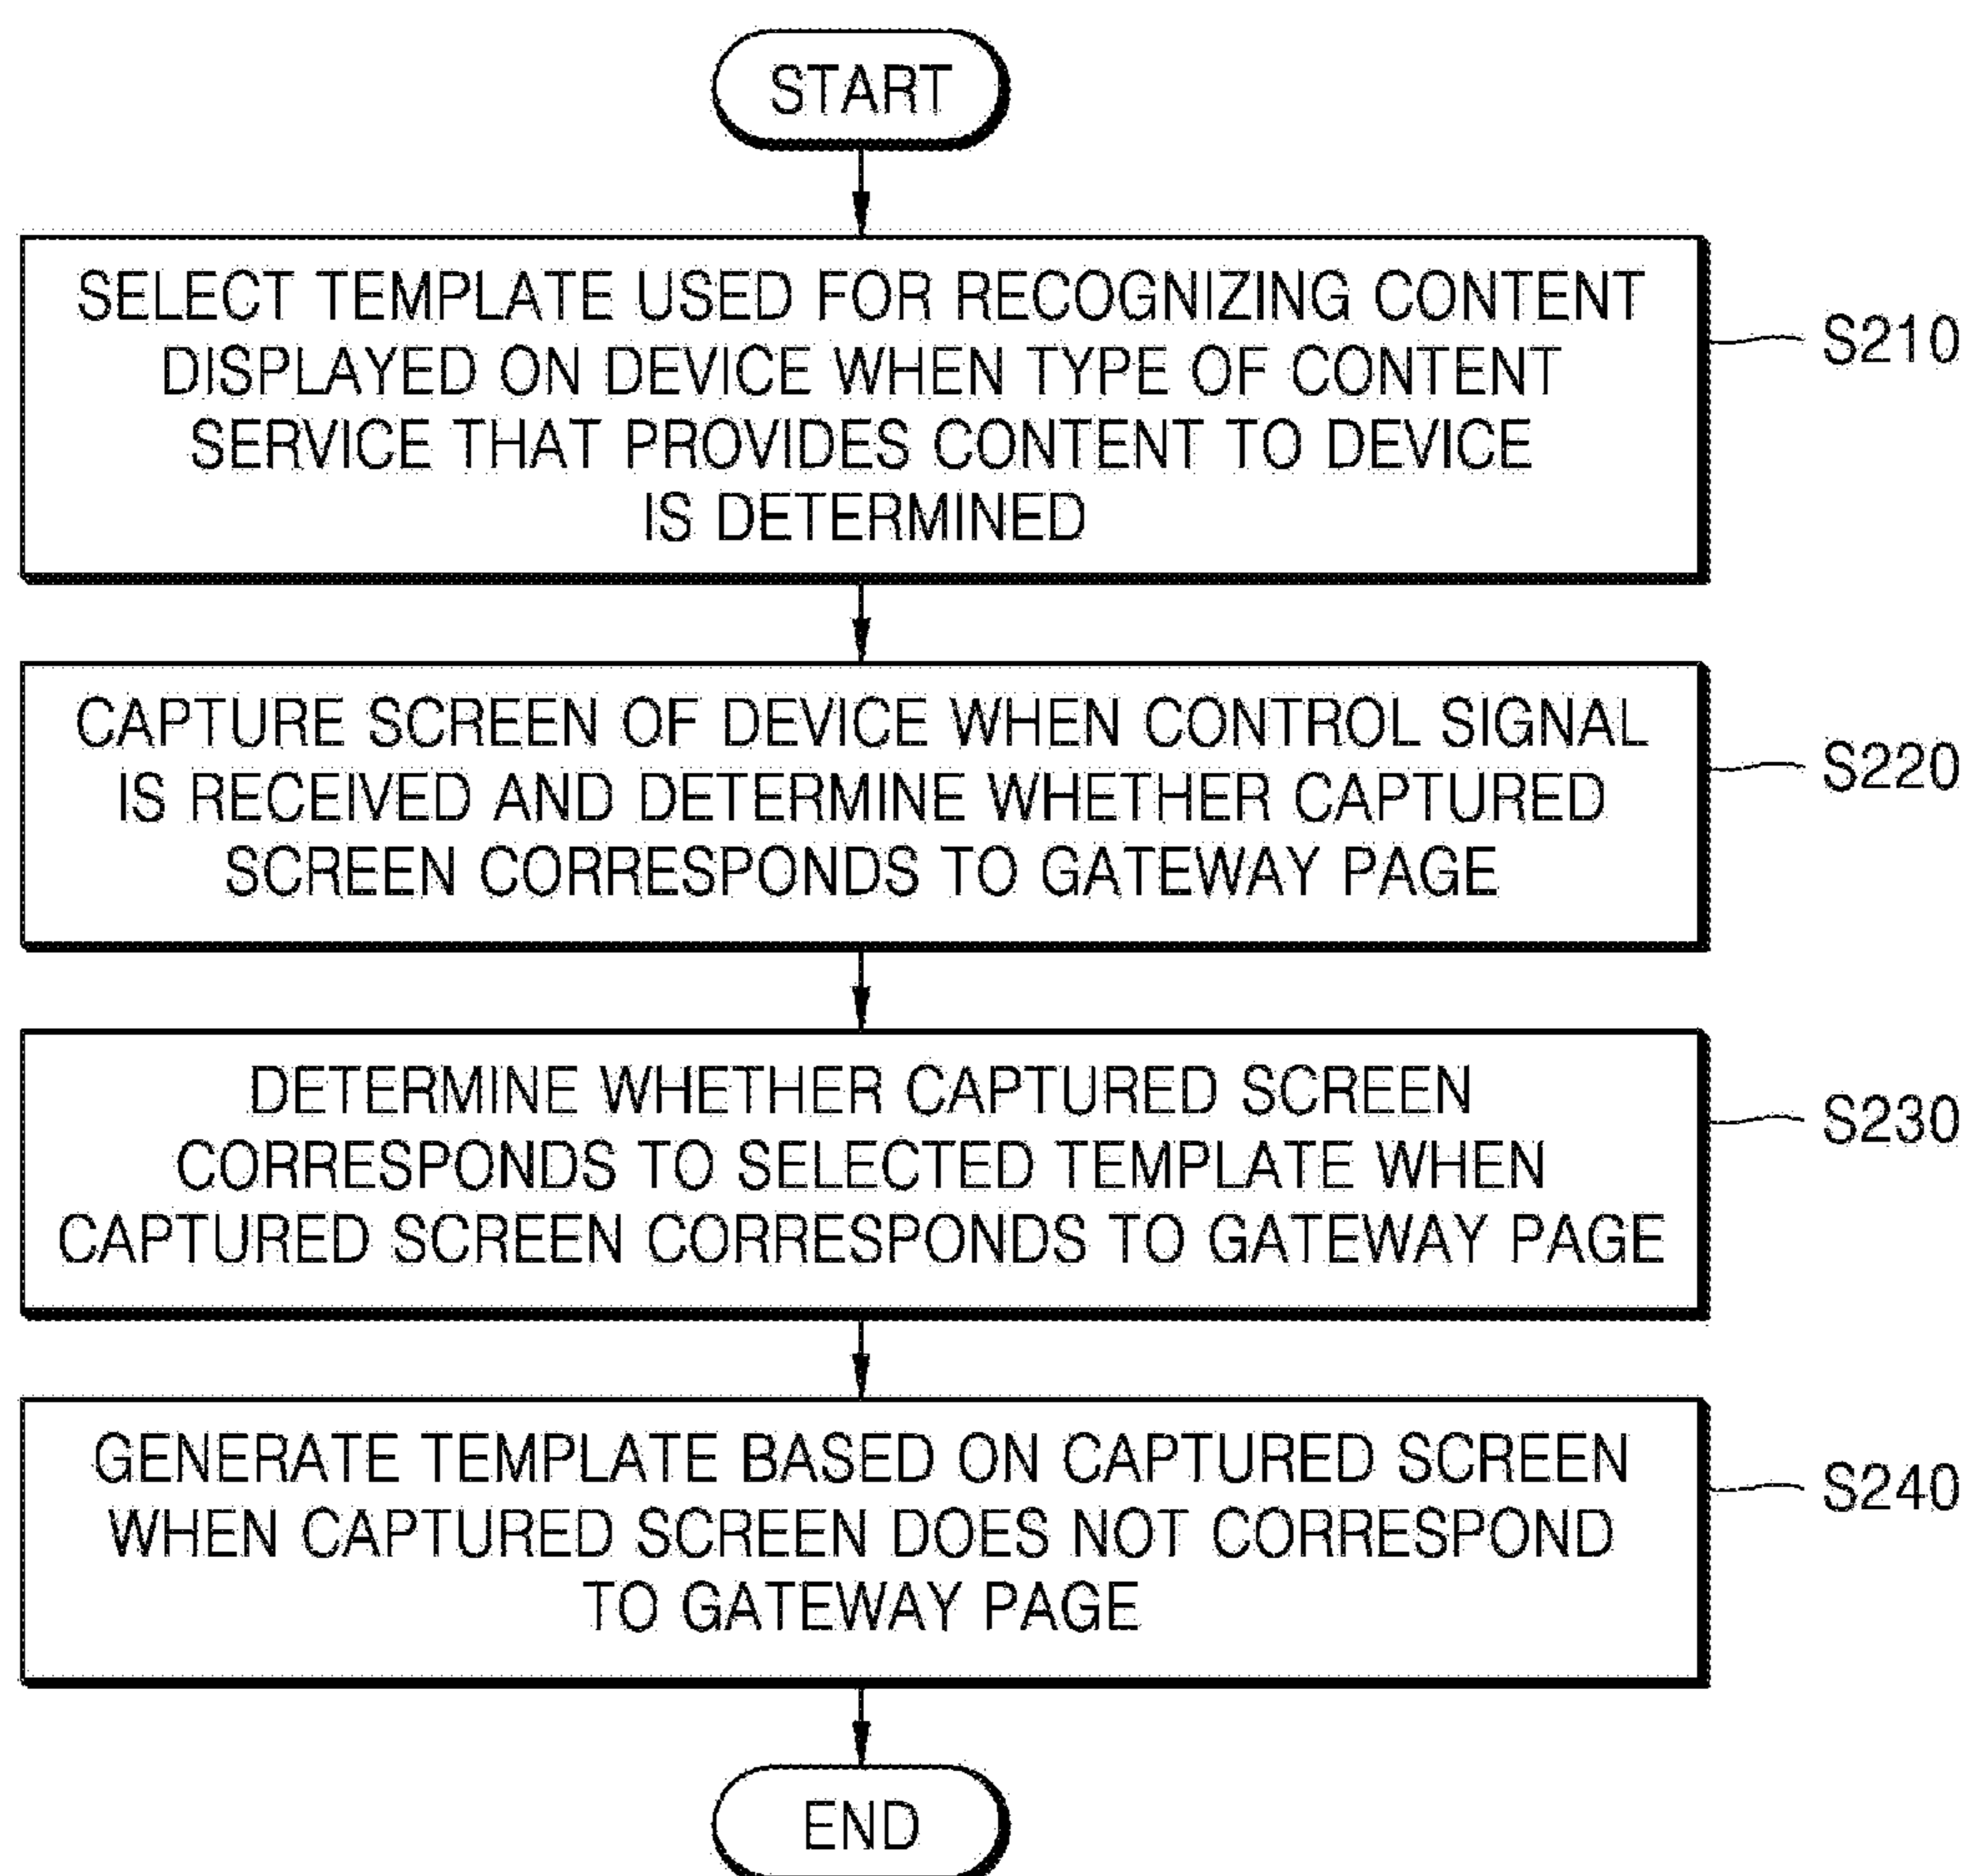 START
SELECT TEMPLATE USED FOR RECOGNIZING CONTENT
DISPLAYED ON DEVICE WHEN TYPE OF CONTENT
SERVICE THAT PROVIDES CONTENT TO DEVICE
IS DETERMINED
S210
CAPTURE SCREEN OF DEVICE WHEN CONTROL SIGNAL
IS RECEIVED AND DETERMINE WHETHER CAPTURED
SCREEN CORRESPONDS TO GATEWAY PAGE
S220
DETERMINE WHETHER CAPTURED SCREEN
CORRESPONDS TO SELECTED TEMPLATE WHEN
CAPTURED SCREEN CORRESPONDS TO GATEWAY PAGE
S230
GENERATE TEMPLATE BASED ON CAPTURED SCREEN
WHEN CAPTURED SCREEN DOES NOT CORRESPOND
TO GATEWAY PAGE
S240
END